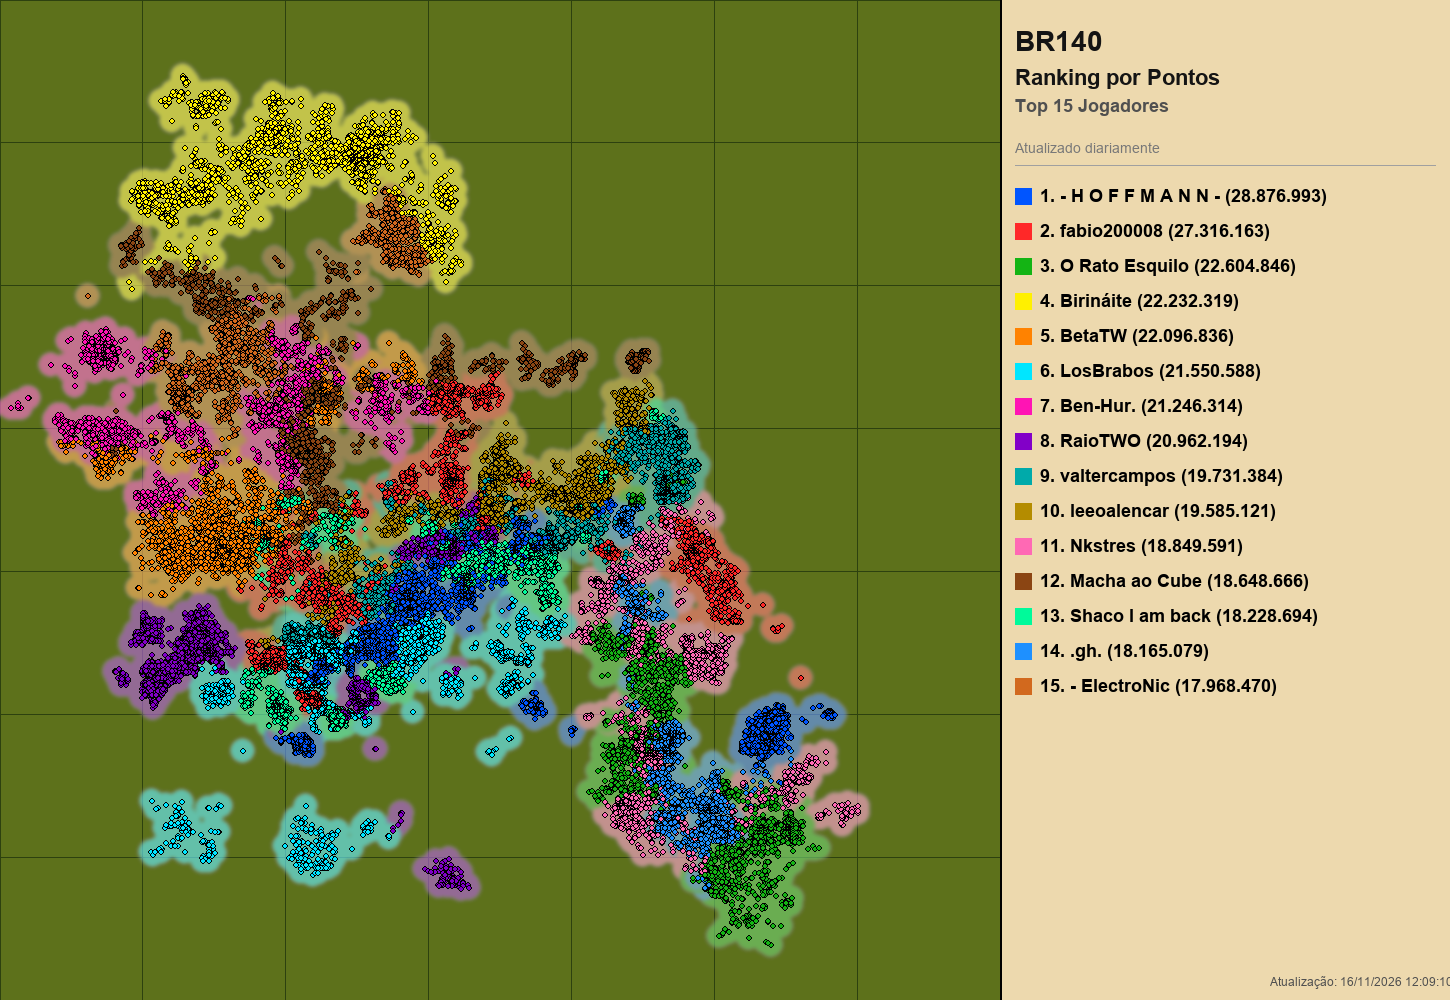 BR140
Ranking por Pontos
Top 15 Jogadores
Atualizado diariamente
1. - H O F F M A N N - (28.876.993)
2. fabio200008 (27.316.163)
3. O Rato Esquilo (22.604.846)
4. Birináite (22.232.319)
5. BetaTW (22.096.836)
6. LosBrabos (21.550.588)
7. Ben-Hur. (21.246.314)
8. RaioTWO (20.962.194)
9. valtercampos (19.731.384)
10. leeoalencar (19.585.121)
11. Nkstres (18.849.591)
12. Macha ao Cube (18.648.666)
13. Shaco I am back (18.228.694)
14. .gh. (18.165.079)
15. - ElectroNic (17.968.470)
Atualização: 16/11/2026 12:09:10